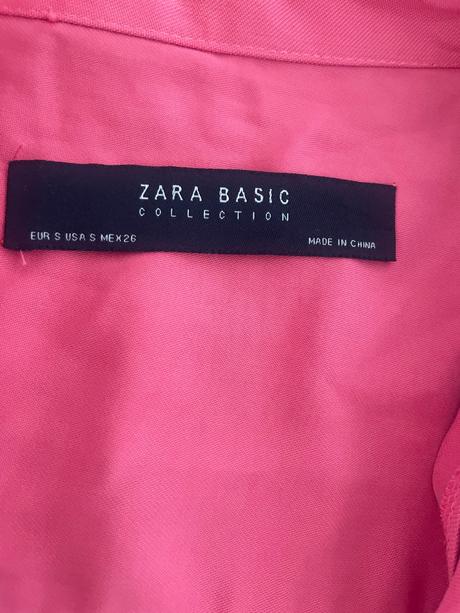 ZARA BASIC
COLLECTION
EUR S USA S MEX 26
MADE IN CHINA